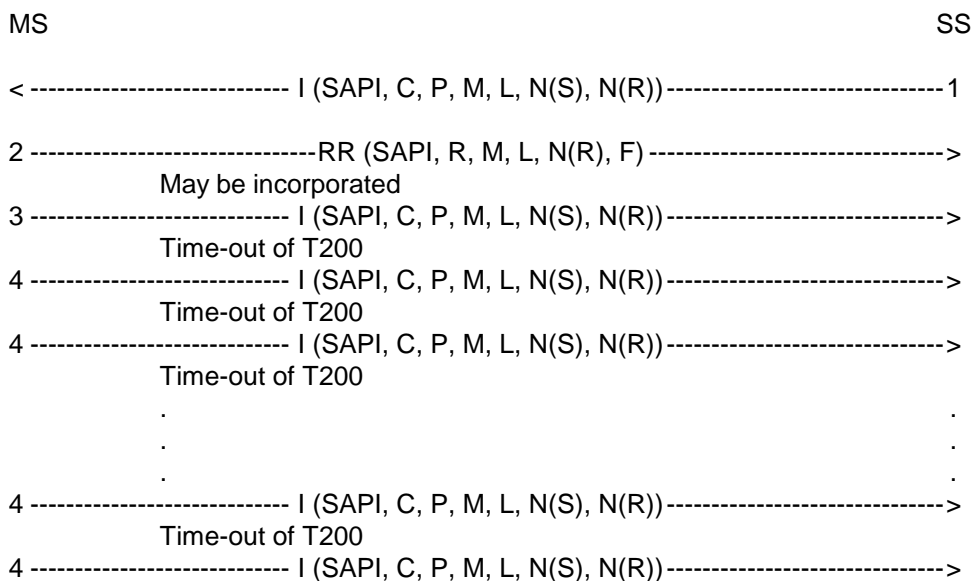 MS SS
< ----------------------------- I (SAPI, C, P, M, L, N(S), N(R))-------------------------------1
2 --------------------------------RR (SAPI, R, M, L, N(R), F) --------------------------------->
May be incorporated
3 ----------------------------- I (SAPI, C, P, M, L, N(S), N(R))------------------------------->
Time-out of T200
4 ----------------------------- I (SAPI, C, P, M, L, N(S), N(R))------------------------------->
Time-out of T200
4 ----------------------------- I (SAPI, C, P, M, L, N(S), N(R))------------------------------->
Time-out of T200
. .
. .
. .
4 ----------------------------- I (SAPI, C, P, M, L, N(S), N(R))------------------------------->
Time-out of T200
4 ----------------------------- I (SAPI, C, P, M, L, N(S), N(R))------------------------------->